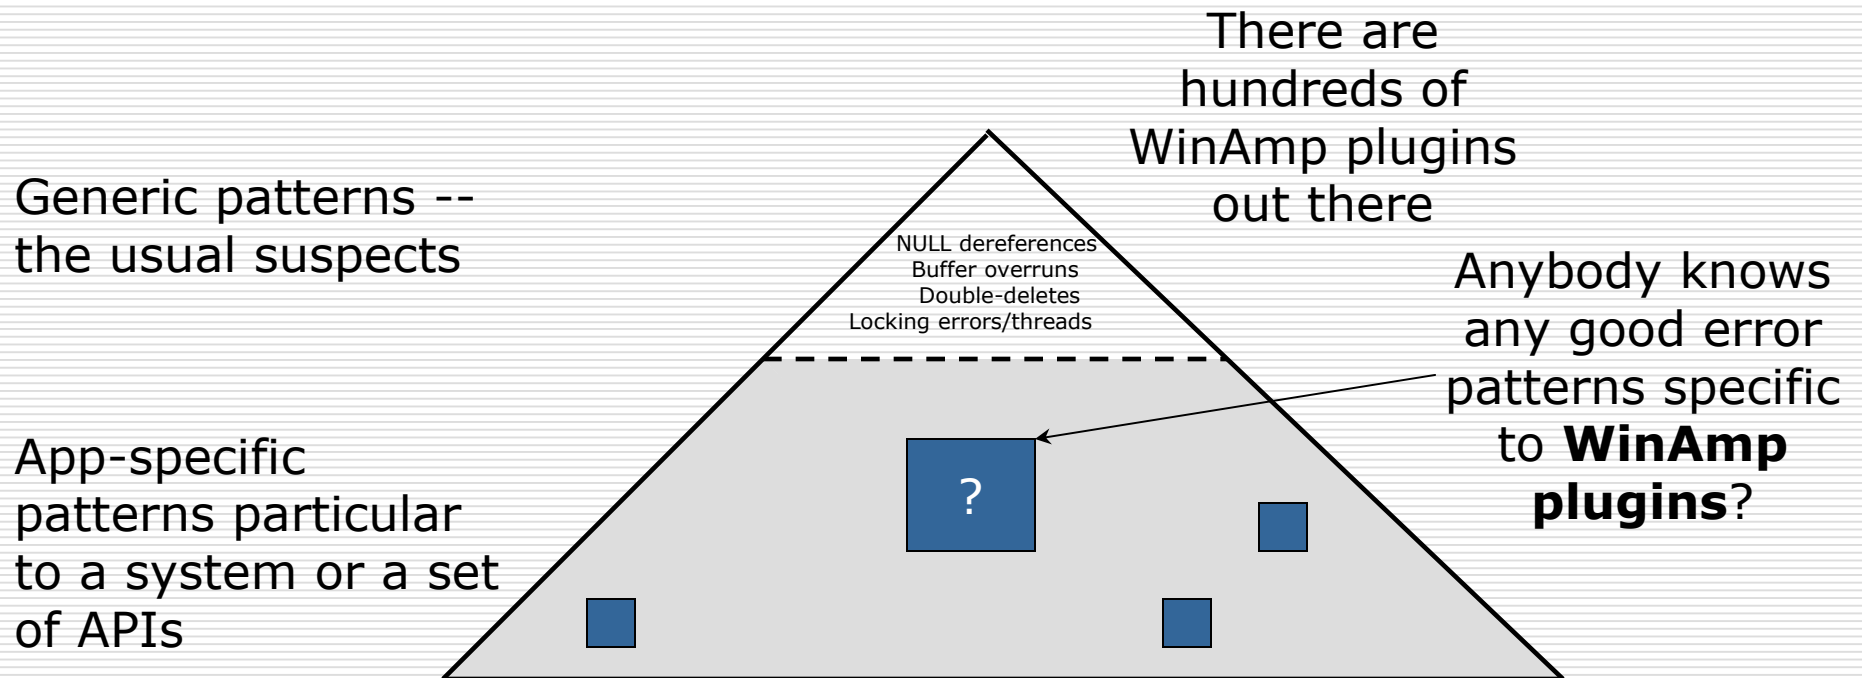 There are
hundreds of
WinAmp plugins
out there
Generic patterns --
the usual suspects
NULL dereferences
Buffer overruns
Double-deletes
Locking errors/threads
Anybody knows
any good error
patterns specific
to WinAmp
plugins?
App-specific
patterns particular
to a system or a set
of APIs
?